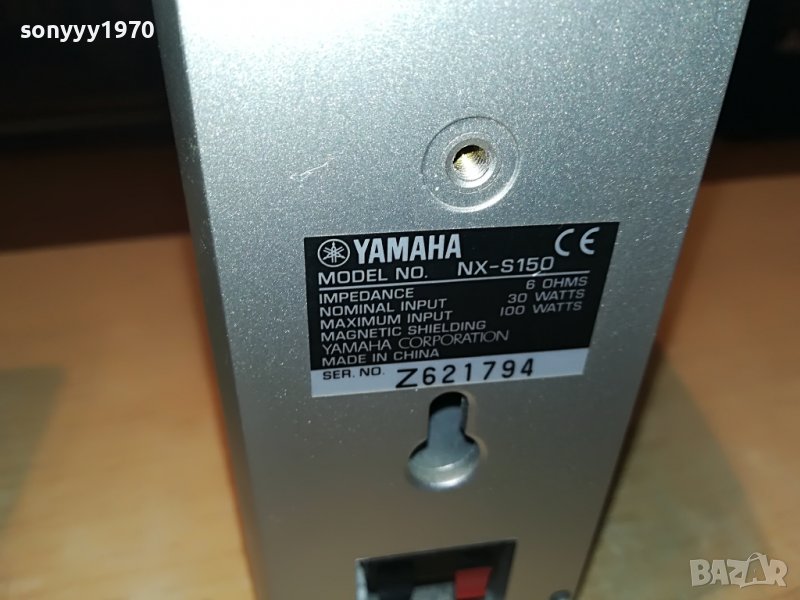 sonyyy1970
YAMAHA CE
MODEL NO. NX-S150
IMPEDANCE 6 OHMS
NOMINAL INPUT 30 WATTS
MAXIMUM INPUT 100 WATTS
MAGNETIC SHIELDING
YAMAHA CORPORATION
MADE IN CHINA
SER. NO. Z621794
BAZAR